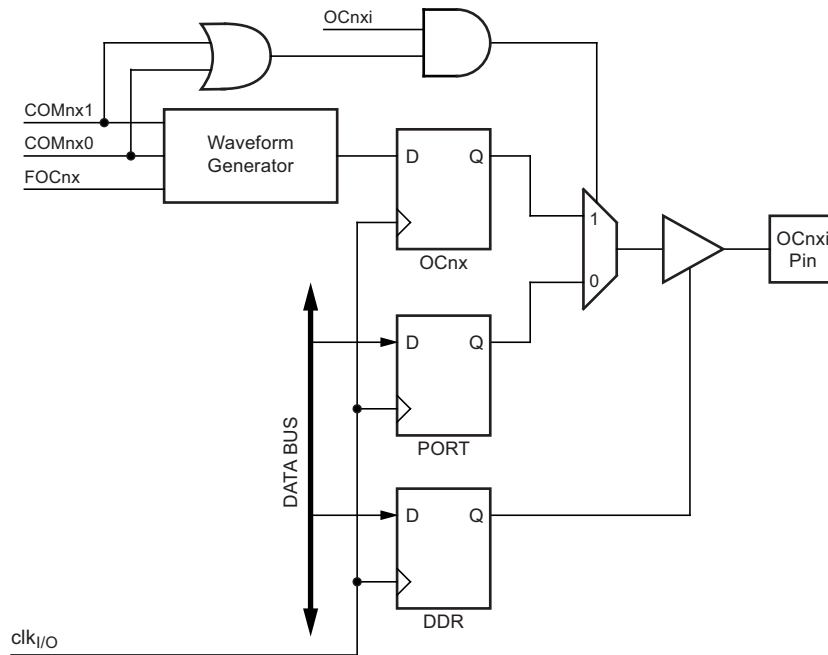 OCnxi
COMnx1
COMnx0
FOCnx
Waveform
Generator
D
Q
OCnx
1
0
OCnxi
Pin
D
Q
PORT
DATA BUS
D
Q
DDR
clkI/O